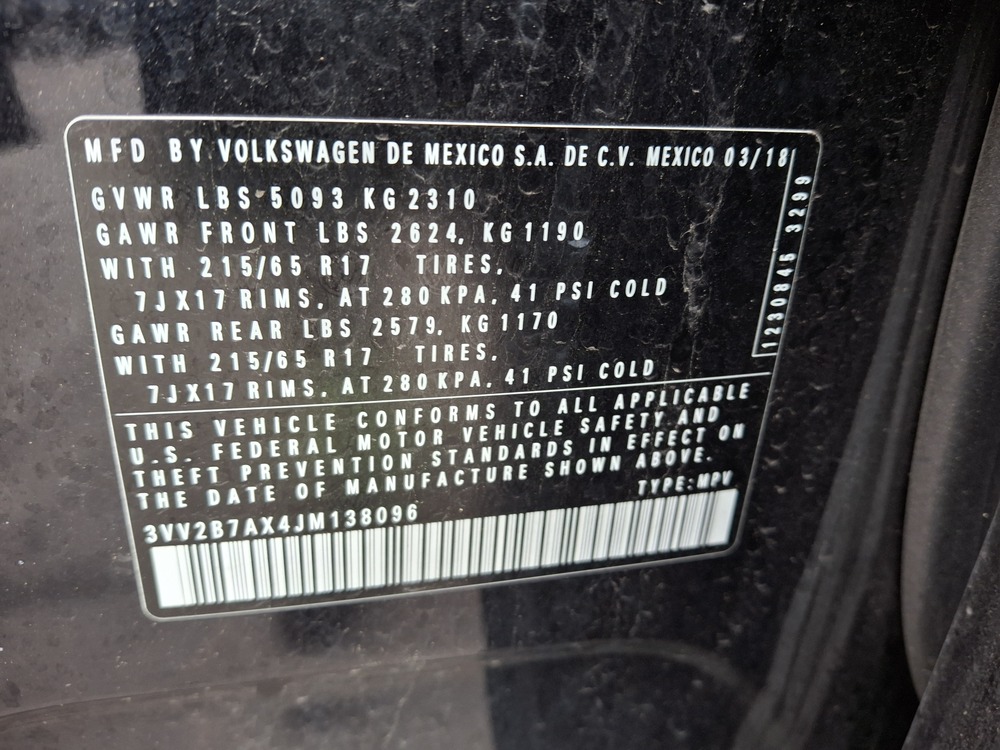 MFD BY VOLKSWAGEN DE MEXICO S.A. DE C.V. MEXICO 03/18
GVWR LBS 5093 KG 2310
GAWR FRONT LBS 2624, KG 1190
WITH 215/65 R17 TIRES,
7JX17 RIMS, AT 280 KPA, 41 PSI COLD
GAWR REAR LBS 2579, KG 1170
WITH 215/65 R17 TIRES,
7JX17 RIMS, AT 280 KPA, 41 PSI COLD
1230845 3299
THIS VEHICLE CONFORMS TO ALL APPLICABLE
U.S. FEDERAL MOTOR VEHICLE SAFETY AND
THEFT PREVENTION STANDARDS IN EFFECT ON
THE DATE OF MANUFACTURE SHOWN ABOVE.
TYPE: MPV
3VV2B7AX4JM138096